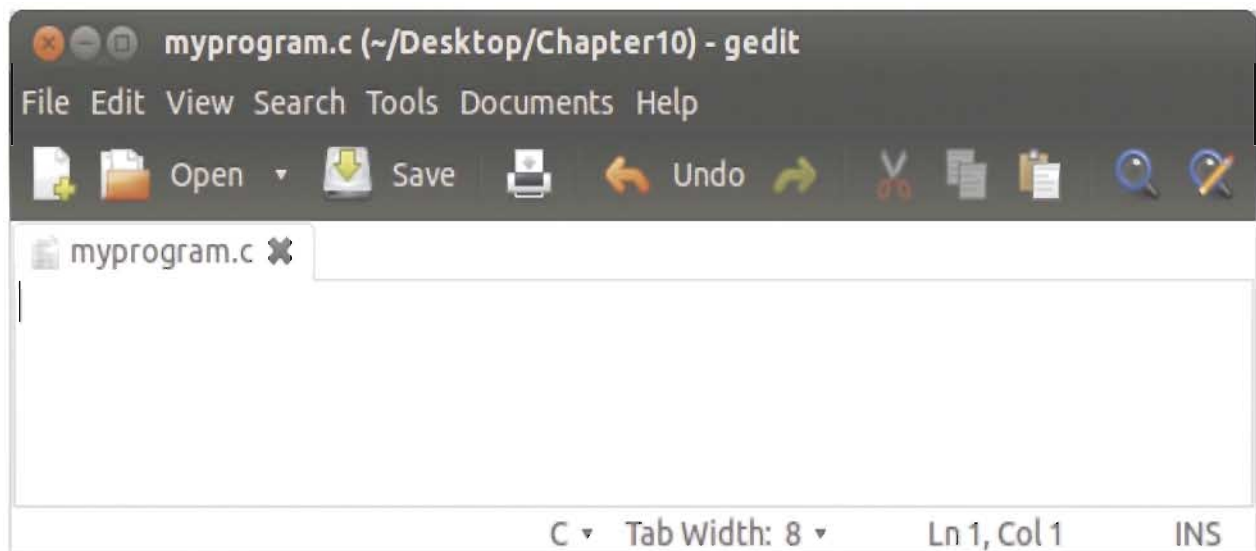 myprogram.c (~/Desktop/Chapter10) - gedit
File Edit View Search Tools Documents Help
Open Save Undo
myprogram.c
C Tab Width: 8 Ln 1, Col 1 INS